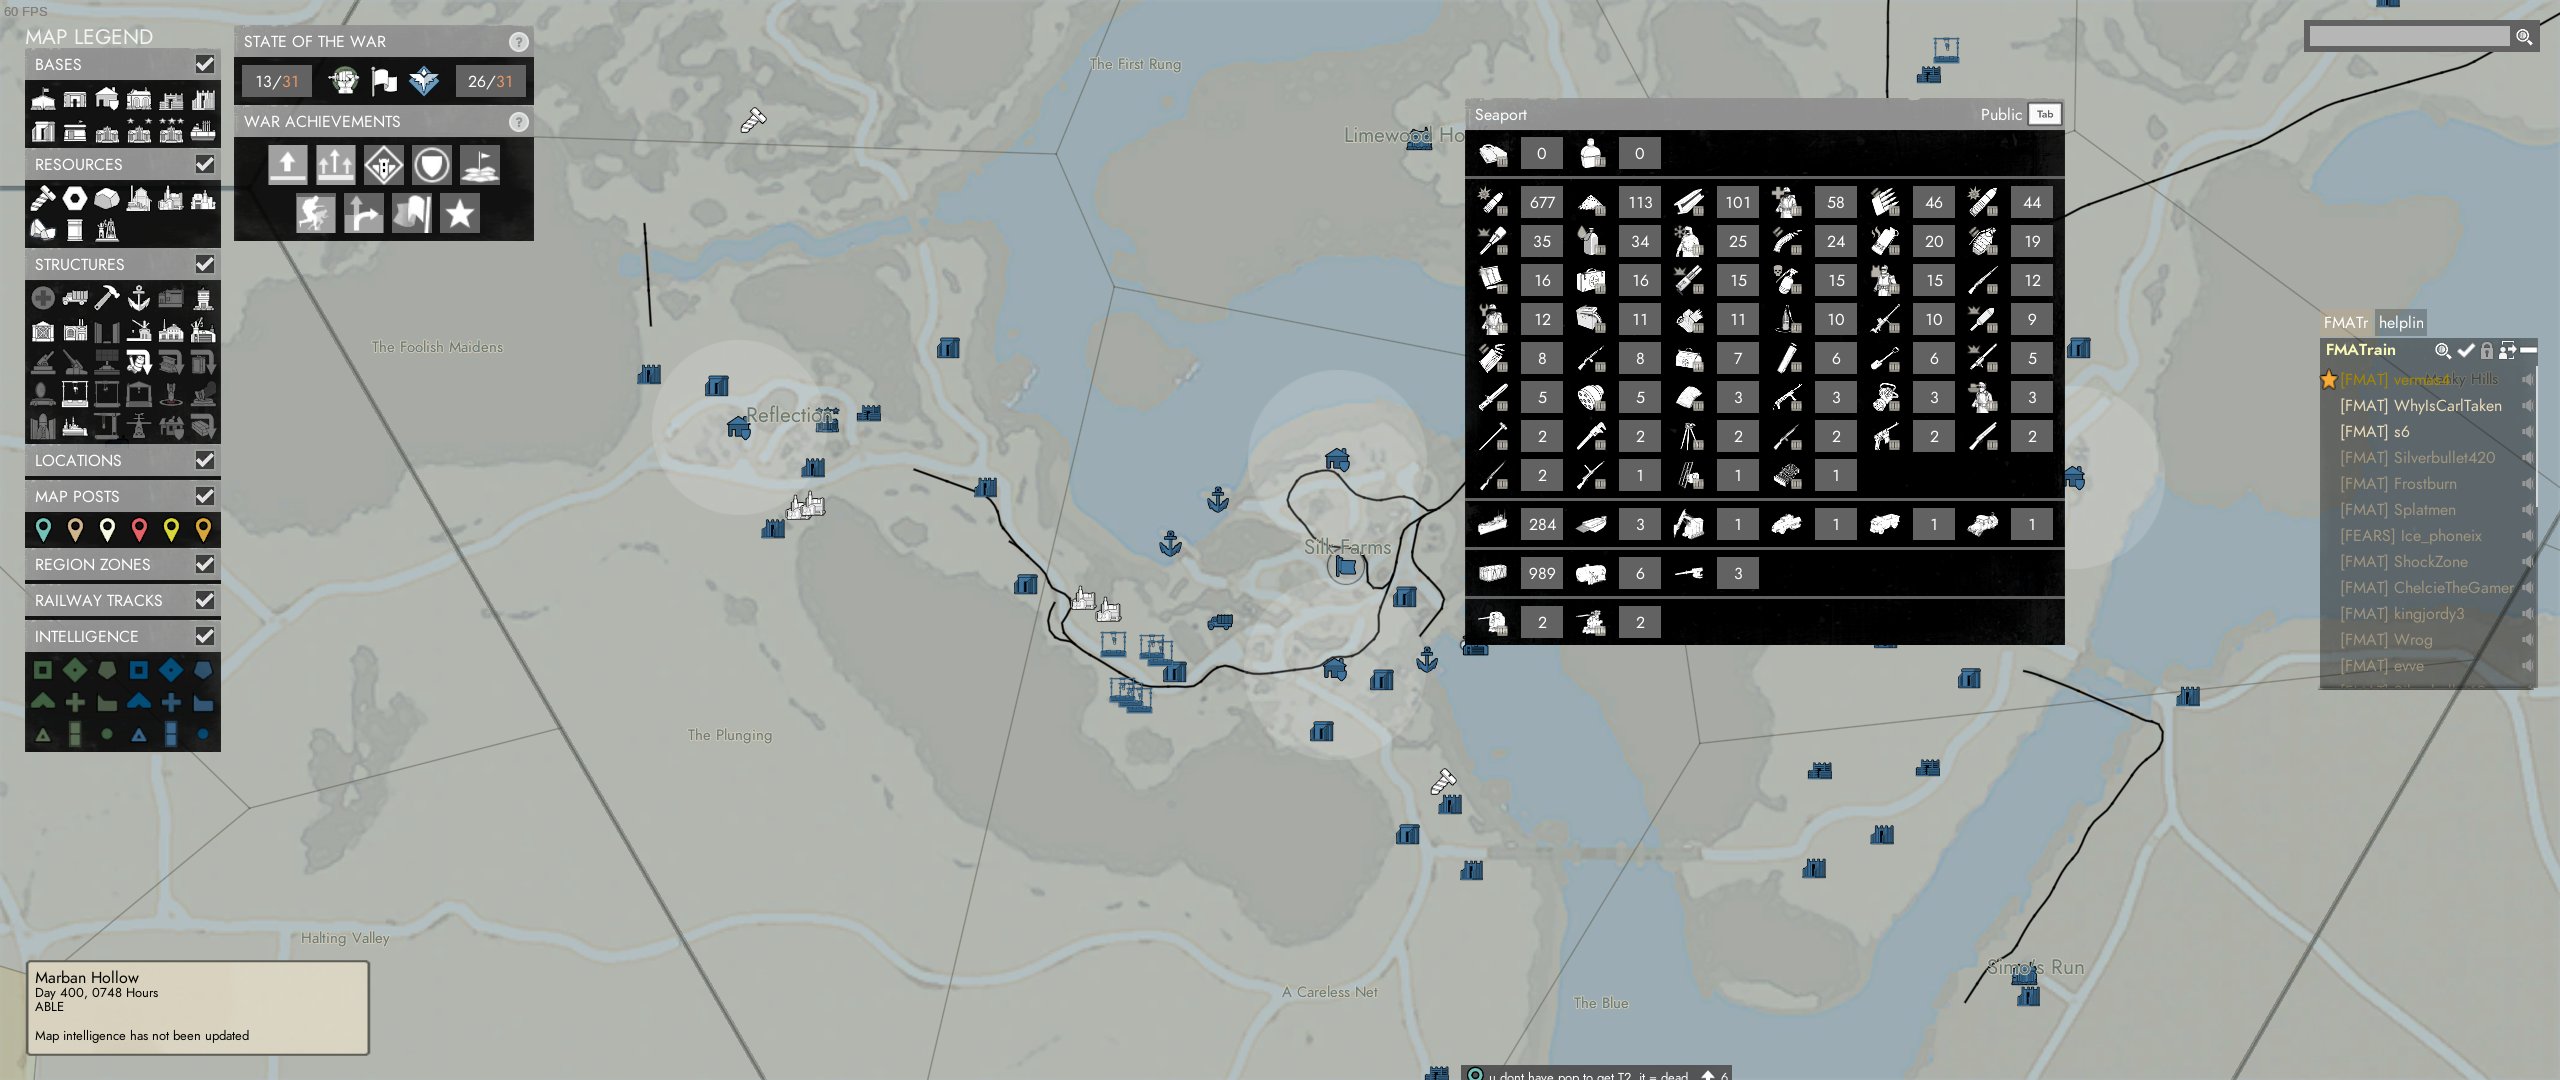 60 FPS
MAP LEGEND
BASES
RESOURCES
STRUCTURES
LOCATIONS
MAP POSTS
REGION ZONES
RAILWAY TRACKS
INTELLIGENCE
STATE OF THE WAR ?
13/31 26/31
WAR ACHIEVEMENTS ?
The First Rung
Limewood Ho
The Foolish Maidens
Reflection
Silk Farms
The Plunging
Halting Valley
A Careless Net
The Blue
Simo's Run
Seaport Public Tab
0 0
677 113 101 58 46 44
35 34 25 24 20 19
16 16 15 15 15 12
12 11 11 10 10 9
8 8 7 6 6 5
5 5 3 3 3 3
2 2 2 2 2 2
2 1 1 1
284 3 1 1 1 1
989 6 3
2 2
FMATr helplin
FMATrain
[FMAT]
Hills
[FMAT] WhyIsCarlTaken
[FMAT] s6
[FMAT] Silverbullet420
[FMAT] Frostburn
[FMAT] Splatmen
[FEARS] Ice_phoneix
[FMAT] ShockZone
[FMAT] ChelcieTheGamer
[FMAT] kingjordy3
[FMAT] Wrog
[FMAT] evve
Marban Hollow
Day 400, 0748 Hours
ABLE
Map intelligence has not been updated
u dont have pop to get T2, it = dead 6